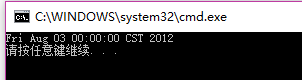 C:\WINDOWS\system32\cmd.exe
Fri Aug 03 00:00:00 CST 2012
请按任意键继续. . .